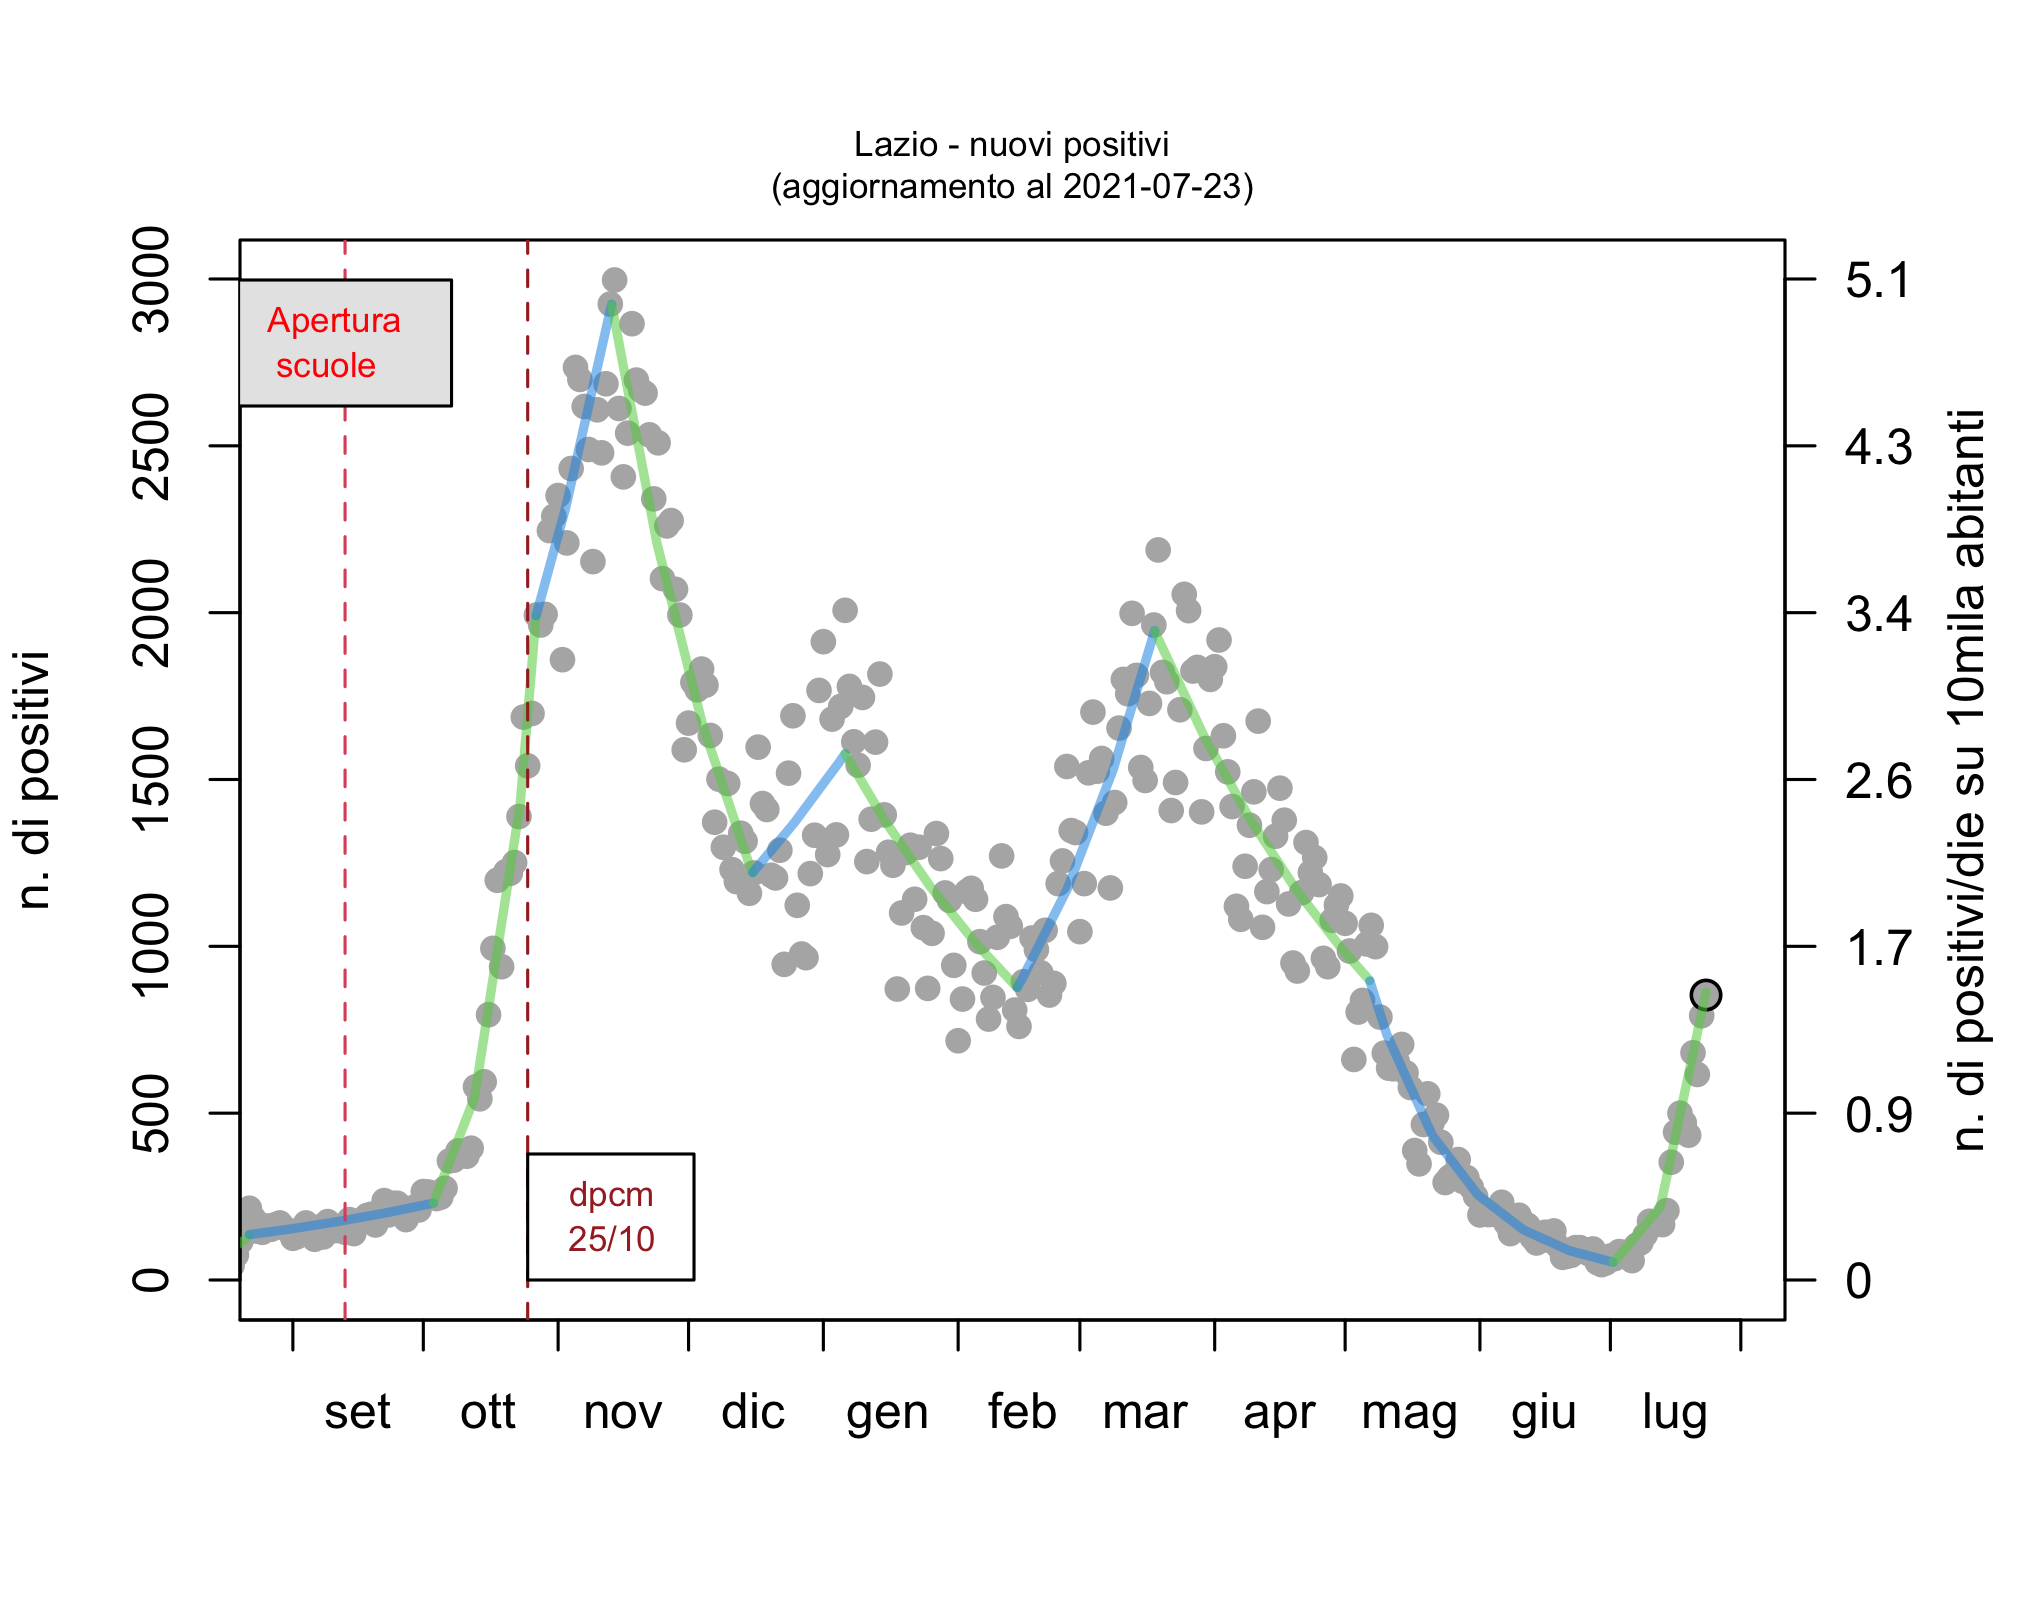 Lazio - nuovi positivi
(aggiornamento al 2021-07-23)
n. di positivi
3000
2500
2000
1500
1000
500
0
Apertura
scuole
dpcm
25/10
5.1
4.3
3.4
2.6
1.7
0.9
0
n. di positivi/die su 10mila abitanti
set ott nov dic gen feb mar apr mag giu lug